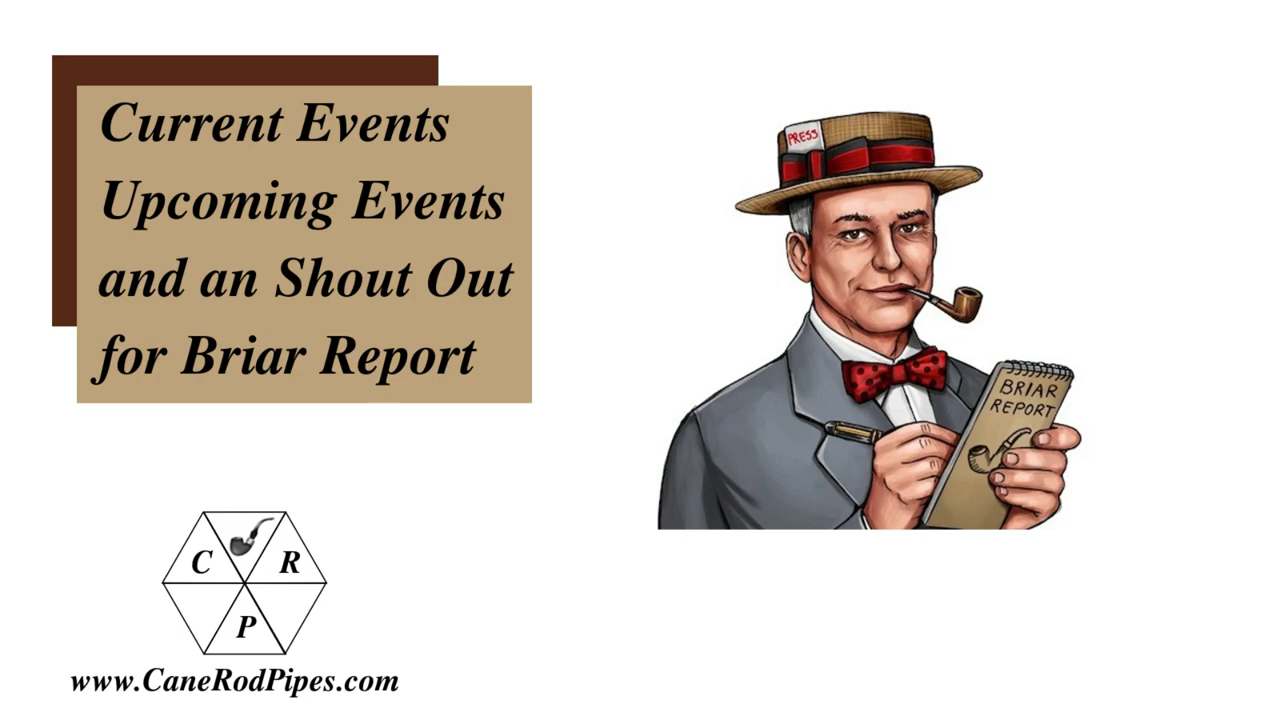 Current Events
Upcoming Events
and an Shout Out
for Briar Report
PRESS
BRIAR
REPORT
C
R
P
www.CaneRodPipes.com